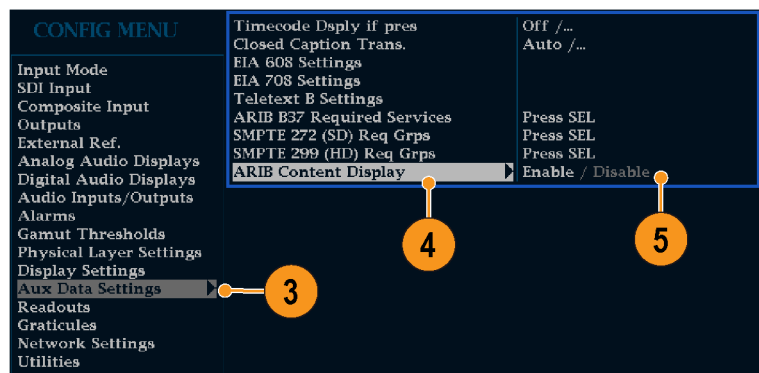 CONFIG MENU
Input Mode
SDI Input
Composite Input
Outputs
External Ref.
Analog Audio Displays
Digital Audio Displays
Audio Inputs/Outputs
Alarms
Gamut Thresholds
Physical Layer Settings
Display Settings
Aux Data Settings
Readouts
Graticules
Network Settings
Utilities
Timecode Dsply if pres Off /...
Closed Caption Trans. Auto /...
EIA 608 Settings
EIA 708 Settings
Teletext B Settings
ARIB B37 Required Services Press SEL
SMPTE 272 (SD) Req Grps Press SEL
SMPTE 299 (HD) Req Grps Press SEL
ARIB Content Display Enable / Disable
3
4
5